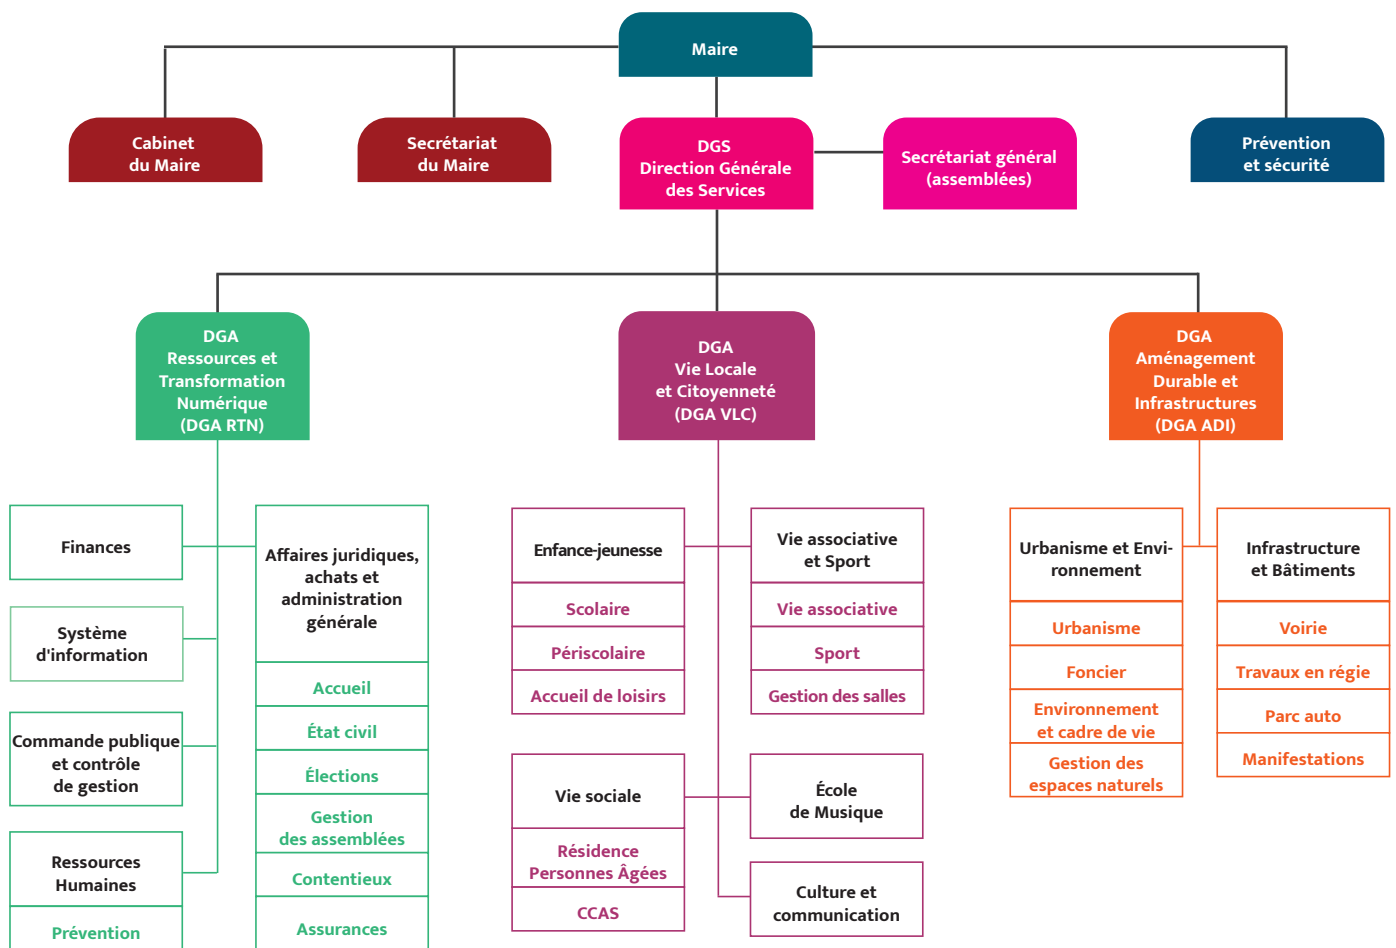 Maire
Cabinet
du Maire
Secrétariat
du Maire
DGS
Direction Générale
des Services
Secrétariat général
(assemblées)
Prévention
et sécurité
DGA
Ressources et
Transformation
Numérique
(DGA RTN)
DGA
Vie Locale
et Citoyenneté
(DGA VLC)
DGA
Aménagement
Durable et
Infrastructures
(DGA ADI)
Finances
Système
d'information
Commande publique
et contrôle
de gestion
Ressources
Humaines
Prévention
Affaires juridiques,
achats et
administration
générale
Accueil
État civil
Élections
Gestion
des assemblées
Contentieux
Assurances
Enfance-jeunesse
Scolaire
Périscolaire
Accueil de loisirs
Vie associative
et Sport
Vie associative
Sport
Gestion des salles
Vie sociale
Résidence
Personnes Âgées
CCAS
École
de Musique
Culture et
communication
Urbanisme et Envi-
ronnement
Urbanisme
Foncier
Environnement
et cadre de vie
Gestion des
espaces naturels
Infrastructure
et Bâtiments
Voirie
Travaux en régie
Parc auto
Manifestations